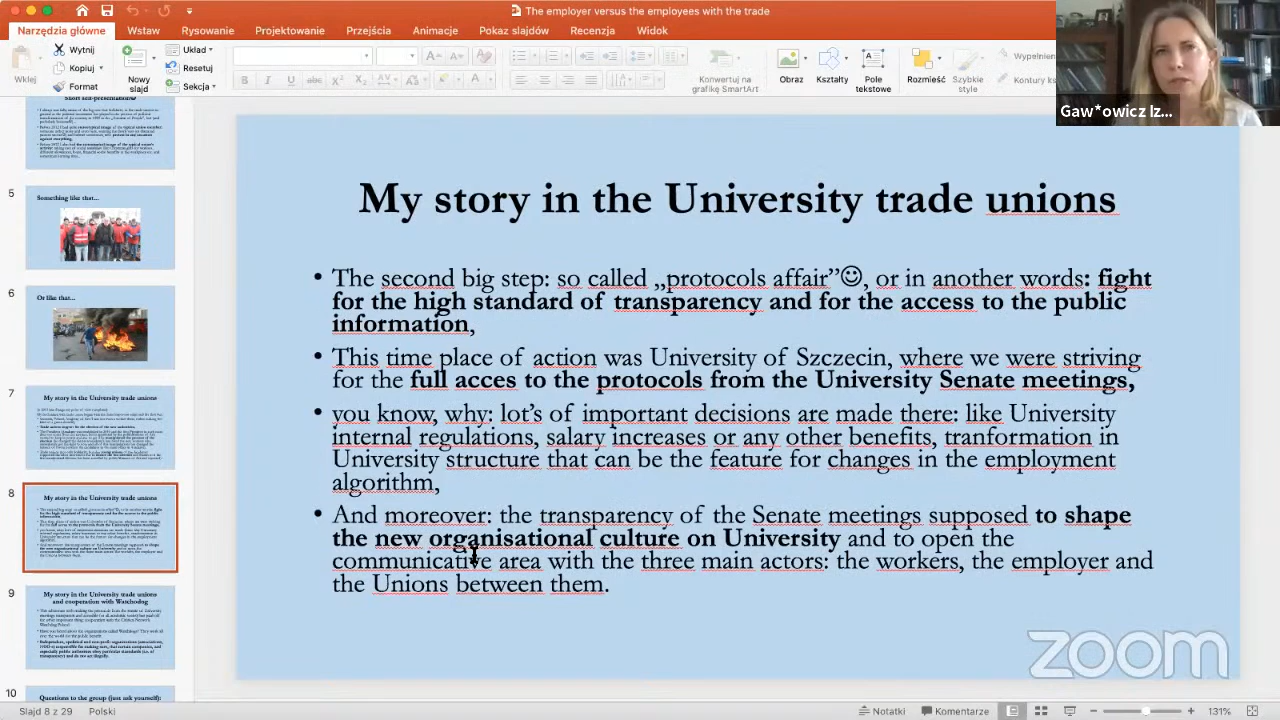 The employer versus the employees with the trade
Narzędzia główne
Wstaw
Rysowanie
Projektowanie
Przejścia
Animacje
Pokaz slajdów
Recenzja
Widok
Wklej
Wytnij
Kopiuj
Format
Nowy
slajd
Układ
Resetuj
Sekcja
Konwertuj na
grafikę SmartArt
Obraz
Kształty
Pole
tekstowe
Rozmieść
Szybkie
style
Wypełnien
Kontury ks
Gaw*owicz Iz...
5
Something like that...
6
Or like that...
7
My story in the University trade unions
8
My story in the University trade unions
9
My story in the University trade unions
and cooperation with Watchdog
10
Questions to the group (just ask yourself):
My story in the University trade unions
• The second big step: so called „protocols affair”☺, or in another words: fight
for the high standard of transparency and for the access to the public
information,
• This time place of action was University of Szczecin, where we were striving
for the full acces to the protocols from the University Senate meetings,
• you know, what lot’s of important decisions are made there: like University
internal regulations, salary increases or any other benefits, tranformation in
University structure that can be the feature for changes in the employment
algorithm,
• And moreover: the transparency of the Senate meetings supposed to shape
the new organisational culture on University and to open the
communicative area with the three main actors: the workers, the employer and
the Unions between them.
zoom
Slajd 8 z 29
Polski
Notatki
Komentarze
131%